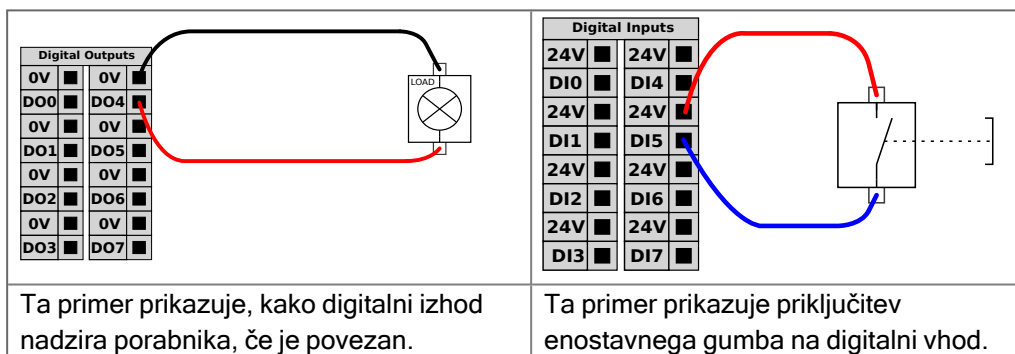 Digital Outputs
0V 0V
DO0 DO4
0V 0V
DO1 DO5
0V 0V
DO2 DO6
0V 0V
DO3 DO7
LOAD
Digital Inputs
24V 24V
DI0 DI4
24V 24V
DI1 DI5
24V 24V
DI2 DI6
24V 24V
DI3 DI7
Ta primer prikazuje, kako digitalni izhod
nadzira porabnika, če je povezan.
Ta primer prikazuje priključitev
enostavnega gumba na digitalni vhod.